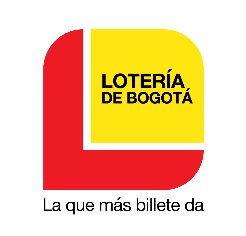 LOTERÍA
DE BOGOTÁ
La que más billete da